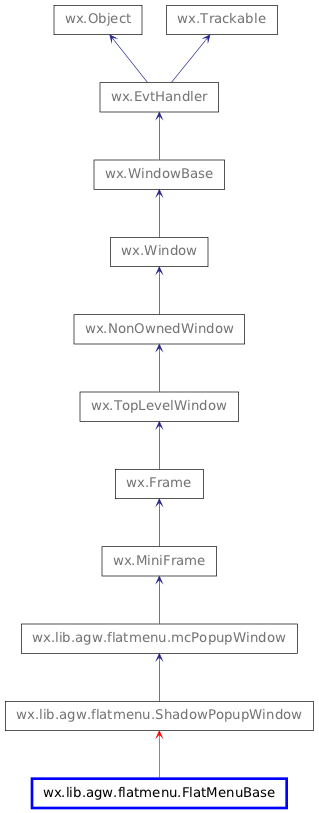 wx.Object
wx.Trackable
wx.EvtHandler
wx.WindowBase
wx.Window
wx.NonOwnedWindow
wx.TopLevelWindow
wx.Frame
wx.MiniFrame
wx.lib.agw.flatmenu.mcPopupWindow
wx.lib.agw.flatmenu.ShadowPopupWindow
wx.lib.agw.flatmenu.FlatMenuBase